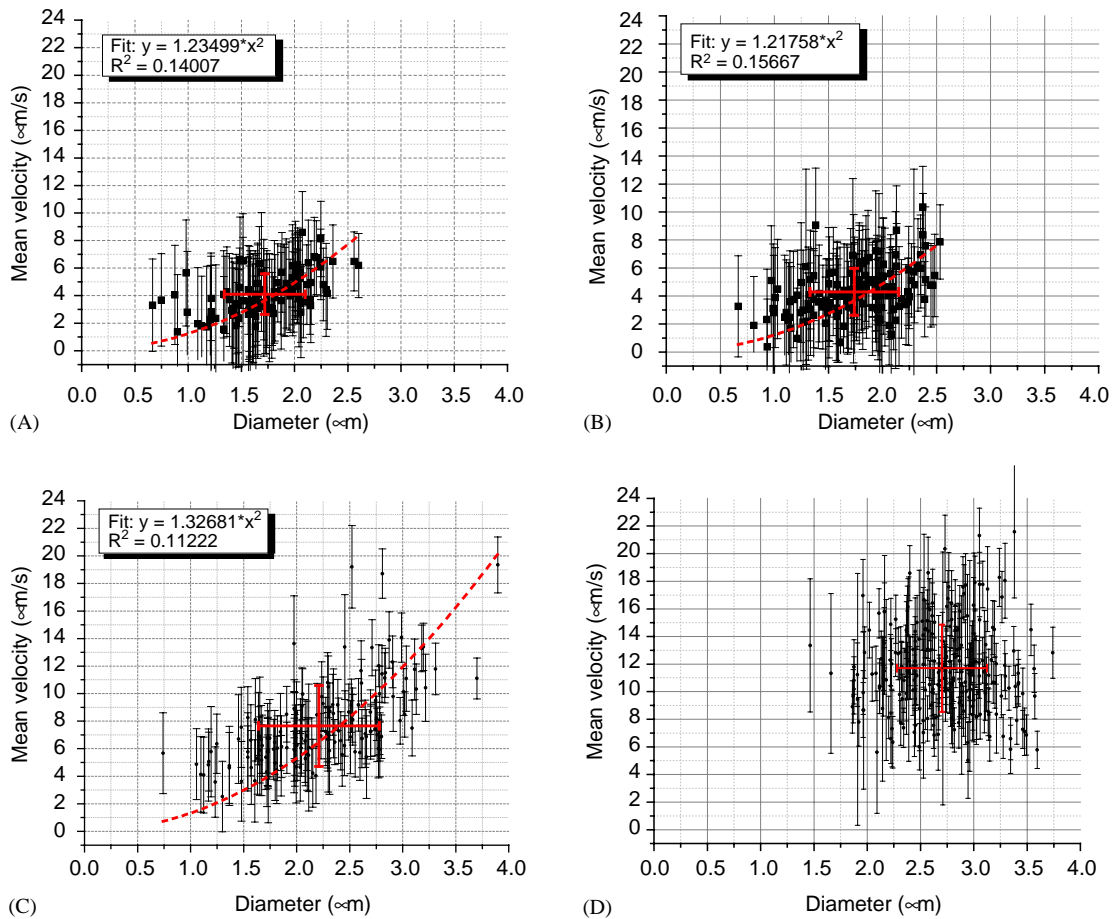 Fit: y = 1.23499*x²
R² = 0.14007
24
22
20
18
16
14
12
10
8
6
4
2
0
Mean velocity (∝m/s)
0.0 0.5 1.0 1.5 2.0 2.5 3.0 3.5 4.0
Diameter (∝m)
(A)
Fit: y = 1.21758*x²
R² = 0.15667
24
22
20
18
16
14
12
10
8
6
4
2
0
Mean velocity (∝m/s)
0.0 0.5 1.0 1.5 2.0 2.5 3.0 3.5 4.0
Diameter (∝m)
(B)
Fit: y = 1.32681*x²
R² = 0.11222
24
22
20
18
16
14
12
10
8
6
4
2
0
Mean velocity (∝m/s)
0.0 0.5 1.0 1.5 2.0 2.5 3.0 3.5 4.0
Diameter (∝m)
(C)
24
22
20
18
16
14
12
10
8
6
4
2
0
Mean velocity (∝m/s)
0.0 0.5 1.0 1.5 2.0 2.5 3.0 3.5 4.0
Diameter (∝m)
(D)